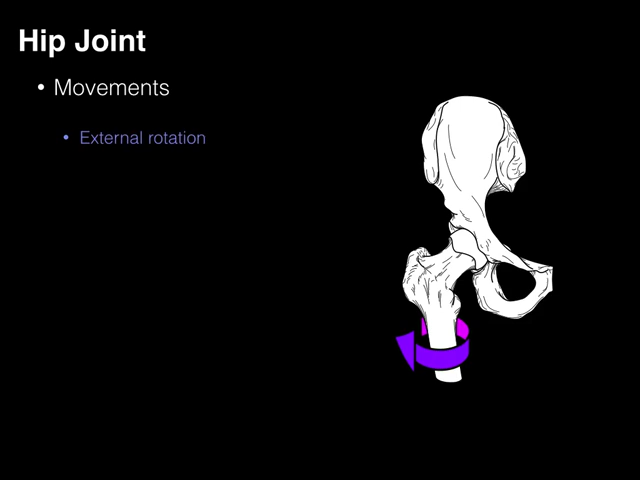 Hip Joint
• Movements
• External rotation